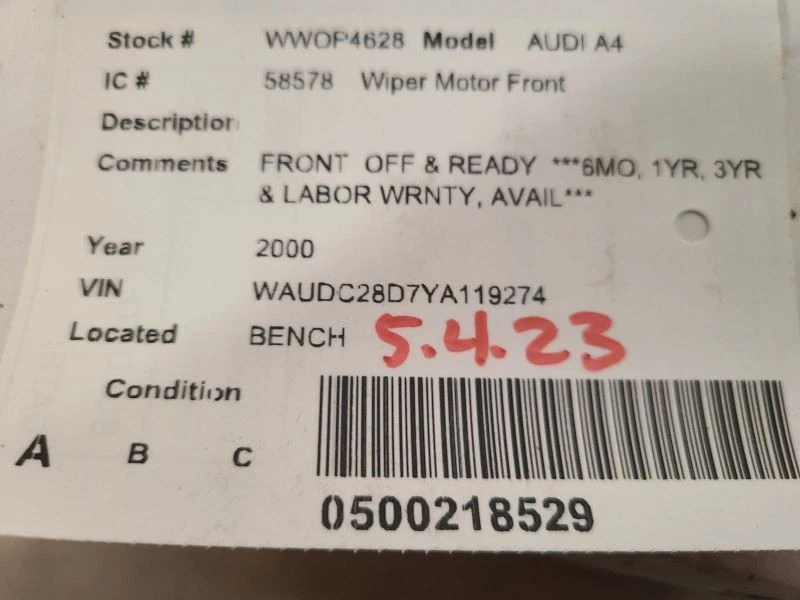 Stock # WWOP4628 Model AUDI A4
IC # 58578 Wiper Motor Front
Description
Comments FRONT OFF & READY ***6MO, 1YR, 3YR
& LABOR WRNTY, AVAIL***
Year 2000
VIN WAUDC28D7YA119274
Located BENCH 5.4.23
Condition
A B C
0500218529